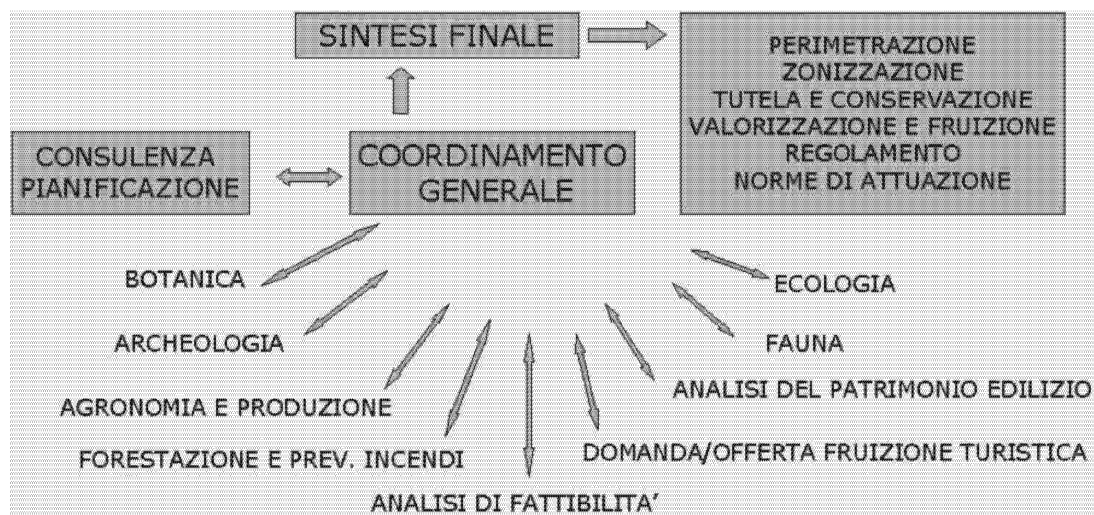 SINTESI FINALE
PERIMETRAZIONE
ZONIZZAZIONE
TUTELA E CONSERVAZIONE
VALORIZZAZIONE E FRUIZIONE
REGOLAMENTO
NORME DI ATTUAZIONE
CONSULENZA
PIANIFICAZIONE
COORDINAMENTO
GENERALE
BOTANICA
ECOLOGIA
ARCHEOLOGIA
FAUNA
AGRONOMIA E PRODUZIONE
ANALISI DEL PATRIMONIO EDILIZIO
FORESTAZIONE E PREV. INCENDI
DOMANDA/OFFERTA FRUIZIONE TURISTICA
ANALISI DI FATTIBILITA’